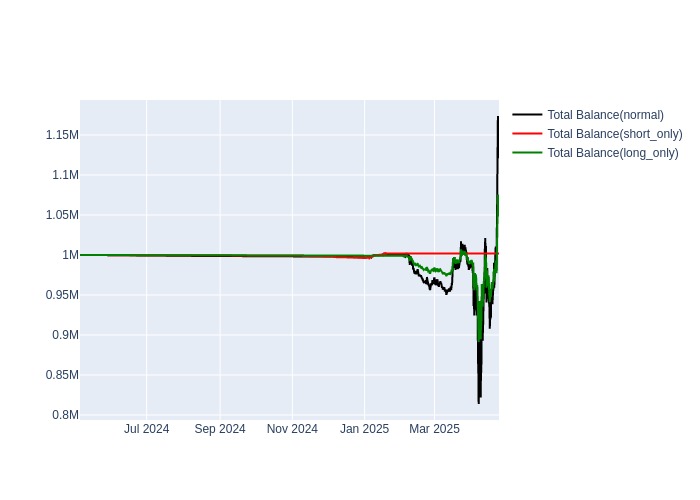 Total Balance(normal)
Total Balance(short_only)
Total Balance(long_only)
1.15M
1.1M
1.05M
1M
0.95M
0.9M
0.85M
0.8M
Jul 2024
Sep 2024
Nov 2024
Jan 2025
Mar 2025